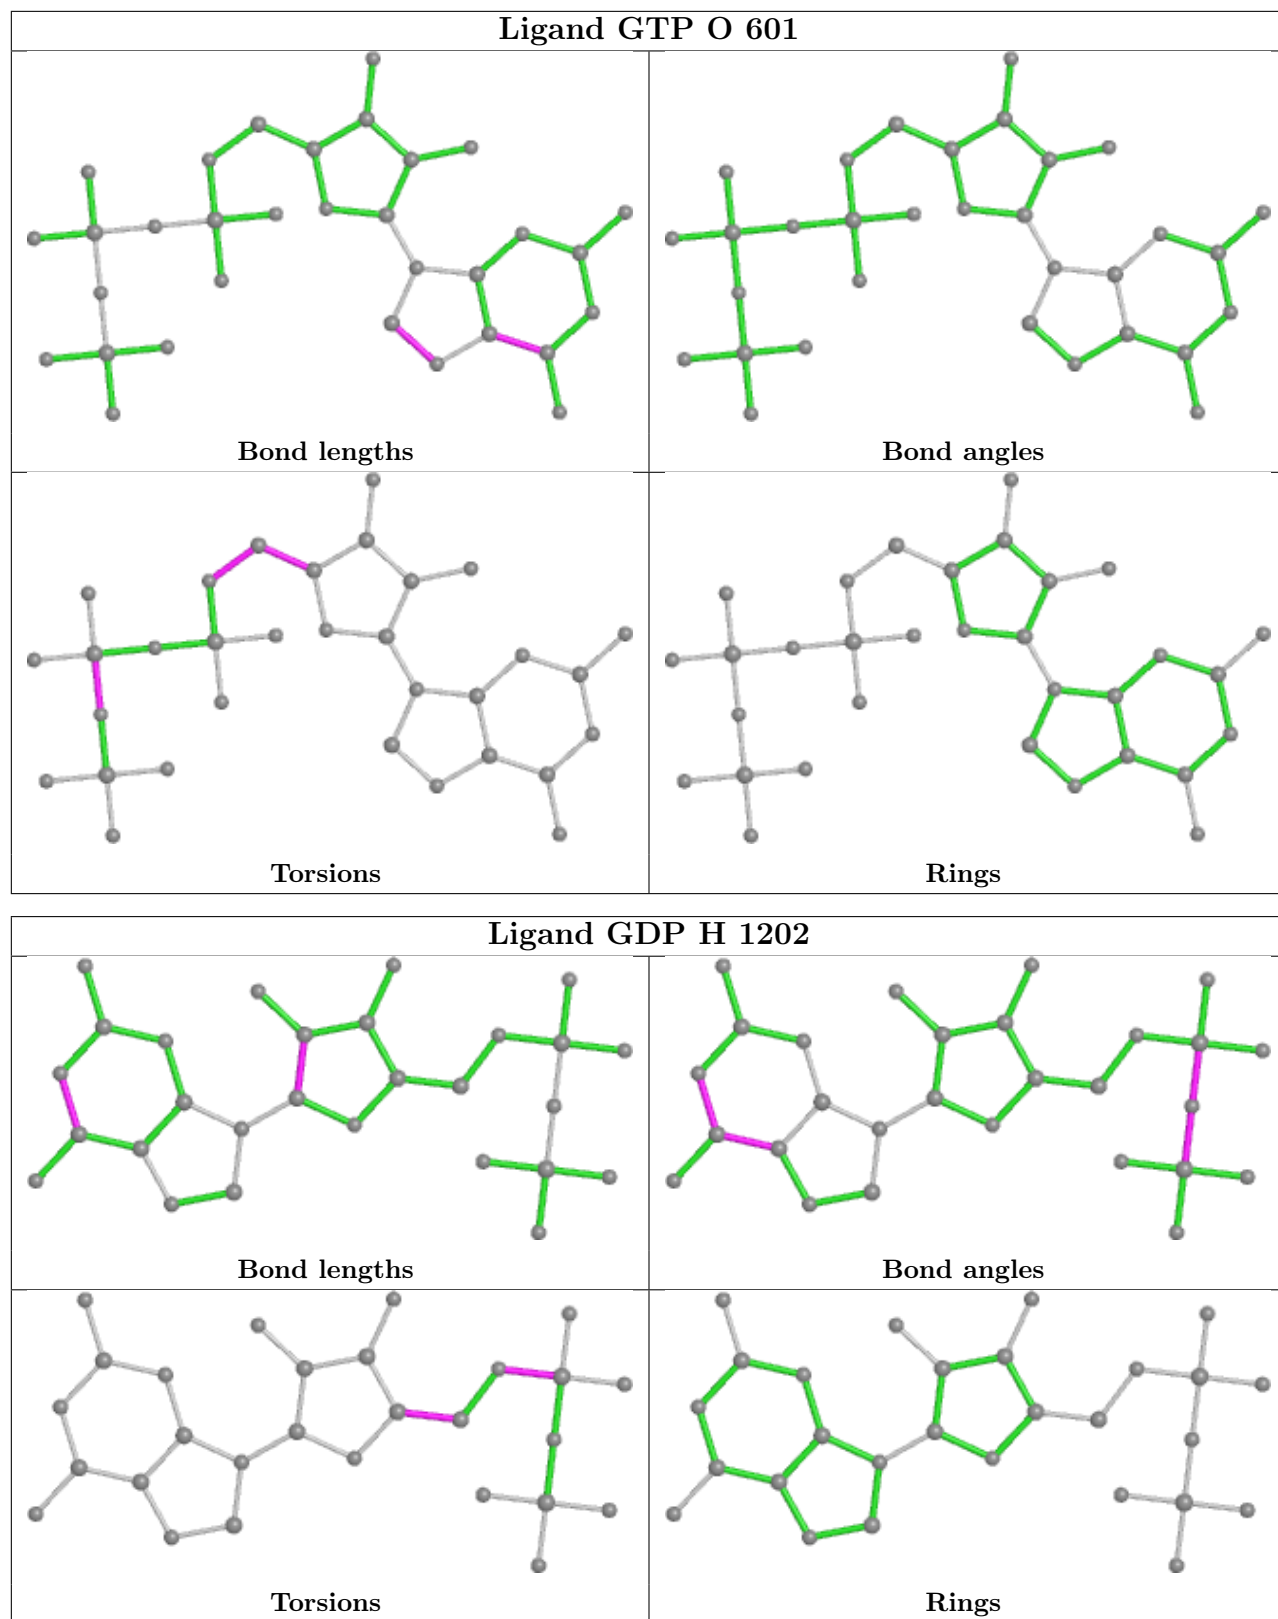 Ligand GTP O 601
Bond lengths
Bond angles
Torsions
Rings
Ligand GDP H 1202
Bond lengths
Bond angles
Torsions
Rings